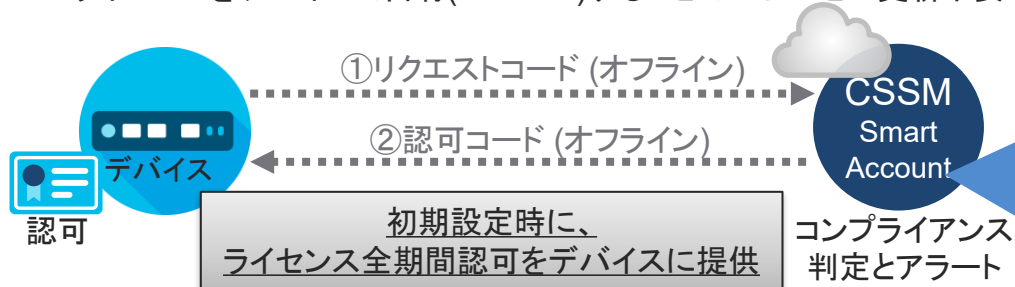 ①リクエストコード (オフライン)
CSSM
Smart
Account
②認可コード (オフライン)
デバイス
認可
初期設定時に、
ライセンス全期間認可をデバイスに提供
コンプライアンス
判定とアラート